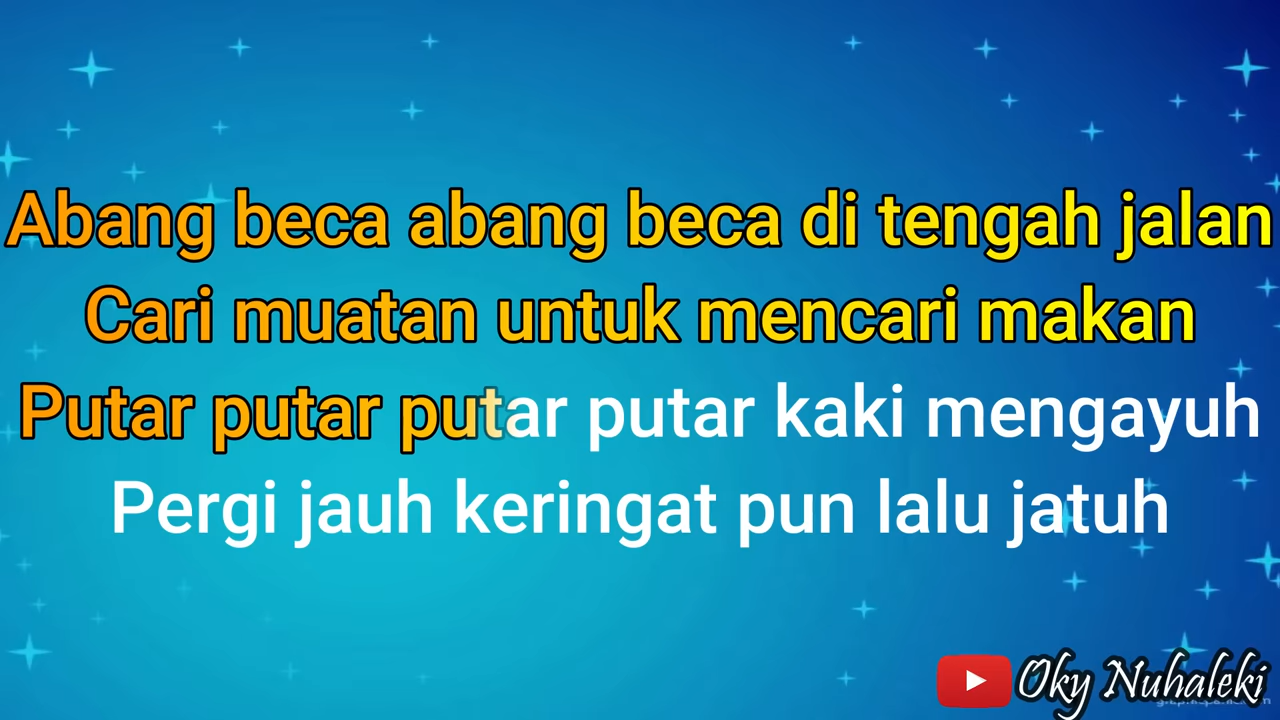 Abang beca abang beca di tengah jalan
Cari muatan untuk mencari makan
Putar putar putar putar kaki mengayuh
Pergi jauh keringat pun lalu jatuh
Oky Nuhaleki